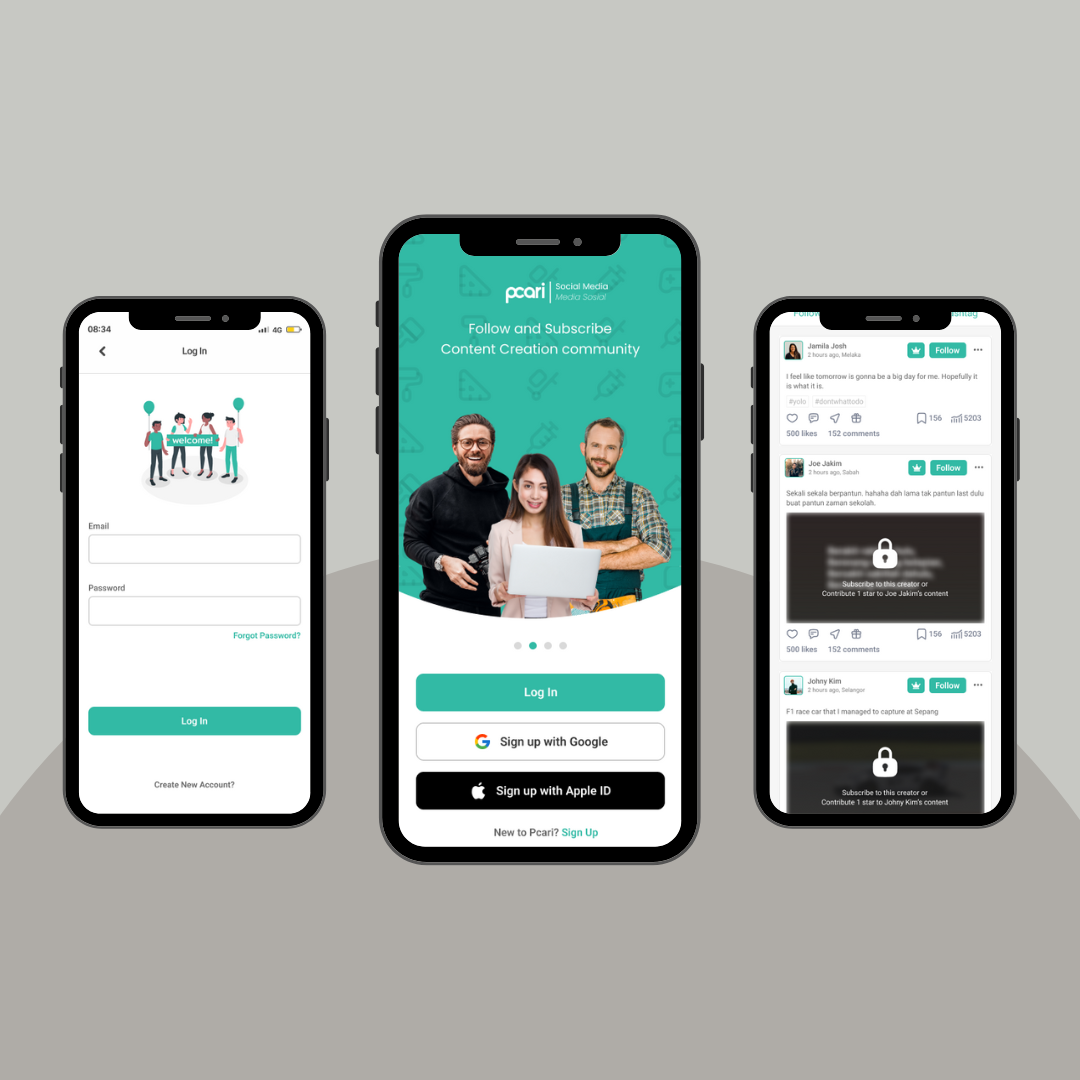 08:34
4G
Log In
welcome!
Email
Password
Forgot Password?
Log In
Create New Account?
pcari
Social Media
Media Sosial
Follow and Subscribe
Content Creation community
Log In
Sign up with Google
Sign up with Apple ID
New to Pcari? Sign Up
Jamila Josh
2 hours ago, Melaka
Follow
I feel like tomorrow is gonna be a big day for me. Hopefully it
is what it is.
#yolo #dontwhattodo
156 5203
500 likes 152 comments
Joe Jakim
2 hours ago, Sabah
Follow
Sekali sekala berpantun. hahaha dah lama tak pantun last dulu
buat pantun zaman sekolah.
Subscribe to this creator or
Contribute 1 star to Joe Jakim's content
156 5203
500 likes 152 comments
Johny Kim
2 hours ago, Selangor
Follow
F1 race car that I managed to capture at Sepang
Subscribe to this creator or
Contribute 1 star to Johny Kim's content